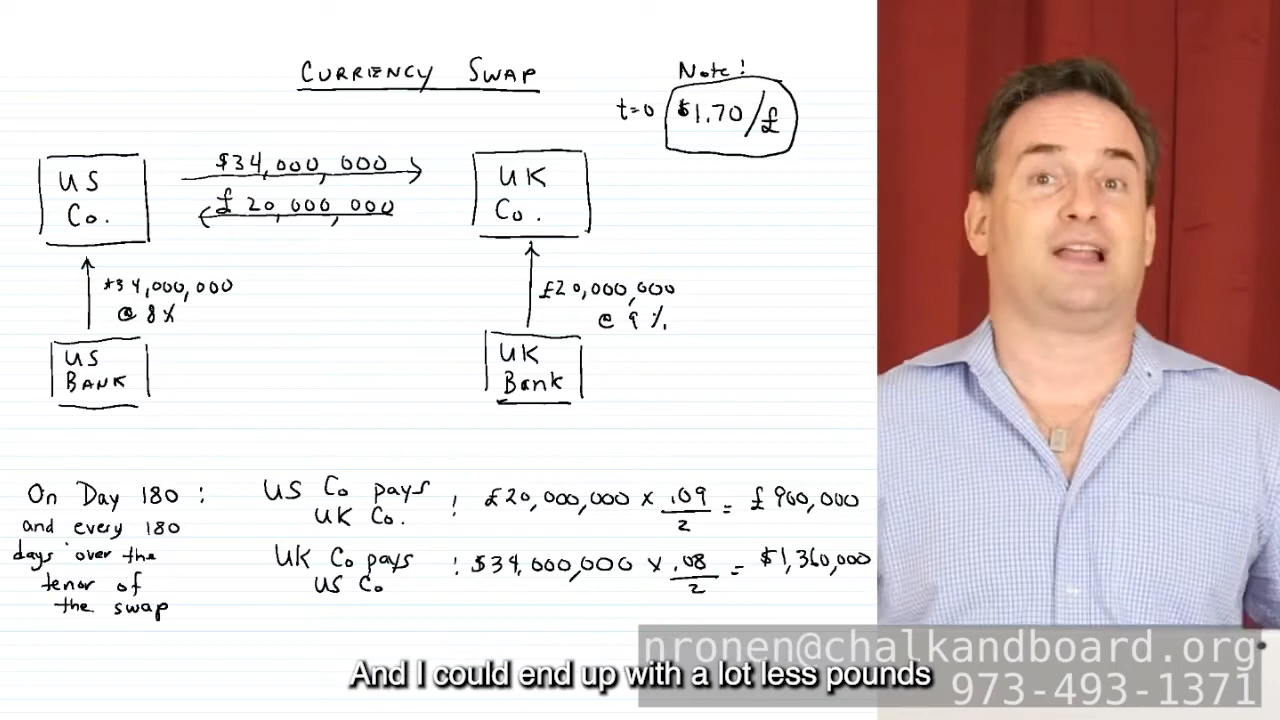 CURRENCY SWAP
Note!
t=0 $1.70/£
US
Co.
$34,000,000
£20,000,000
UK
Co.
$34,000,000
@ 8%
£20,000,000
@ 9%
US
BANK
UK
Bank
On Day 180 :
and every 180
days over the
tenor of
the swap
US Co pays
UK Co.
: £20,000,000 × .09/2 = £900,000
UK Co pays
US Co
: $34,000,000 × .08/2 = $1,360,000
nronen@chalkandboard.org
973-493-1371
And I could end up with a lot less pounds